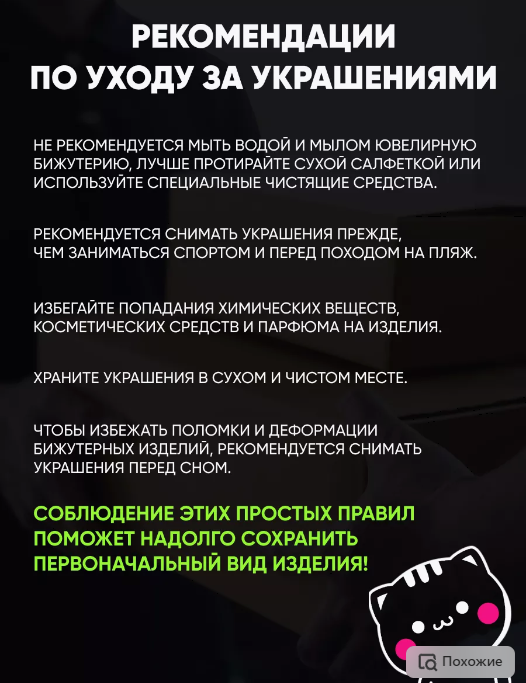 РЕКОМЕНДАЦИИ
ПО УХОДУ ЗА УКРАШЕНИЯМИ
НЕ РЕКОМЕНДУЕТСЯ МЫТЬ ВОДОЙ И МЫЛОМ ЮВЕЛИРНУЮ
БИЖУТЕРИЮ, ЛУЧШЕ ПРОТИРАЙТЕ СУХОЙ САЛФЕТКОЙ ИЛИ
ИСПОЛЬЗУЙТЕ СПЕЦИАЛЬНЫЕ ЧИСТЯЩИЕ СРЕДСТВА.
РЕКОМЕНДУЕТСЯ СНИМАТЬ УКРАШЕНИЯ ПРЕЖДЕ,
ЧЕМ ЗАНИМАТЬСЯ СПОРТОМ И ПЕРЕД ПОХОДОМ НА ПЛЯЖ.
ИЗБЕГАЙТЕ ПОПАДАНИЯ ХИМИЧЕСКИХ ВЕЩЕСТВ,
КОСМЕТИЧЕСКИХ СРЕДСТВ И ПАРФЮМА НА ИЗДЕЛИЯ.
ХРАНИТЕ УКРАШЕНИЯ В СУХОМ И ЧИСТОМ МЕСТЕ.
ЧТОБЫ ИЗБЕЖАТЬ ПОЛОМКИ И ДЕФОРМАЦИИ
БИЖУТЕРНЫХ ИЗДЕЛИЙ, РЕКОМЕНДУЕТСЯ СНИМАТЬ
УКРАШЕНИЯ ПЕРЕД СНОМ.
СОБЛЮДЕНИЕ ЭТИХ ПРОСТЫХ ПРАВИЛ
ПОМОЖЕТ НАДОЛГО СОХРАНИТЬ
ПЕРВОНАЧАЛЬНЫЙ ВИД ИЗДЕЛИЯ!
Похожие